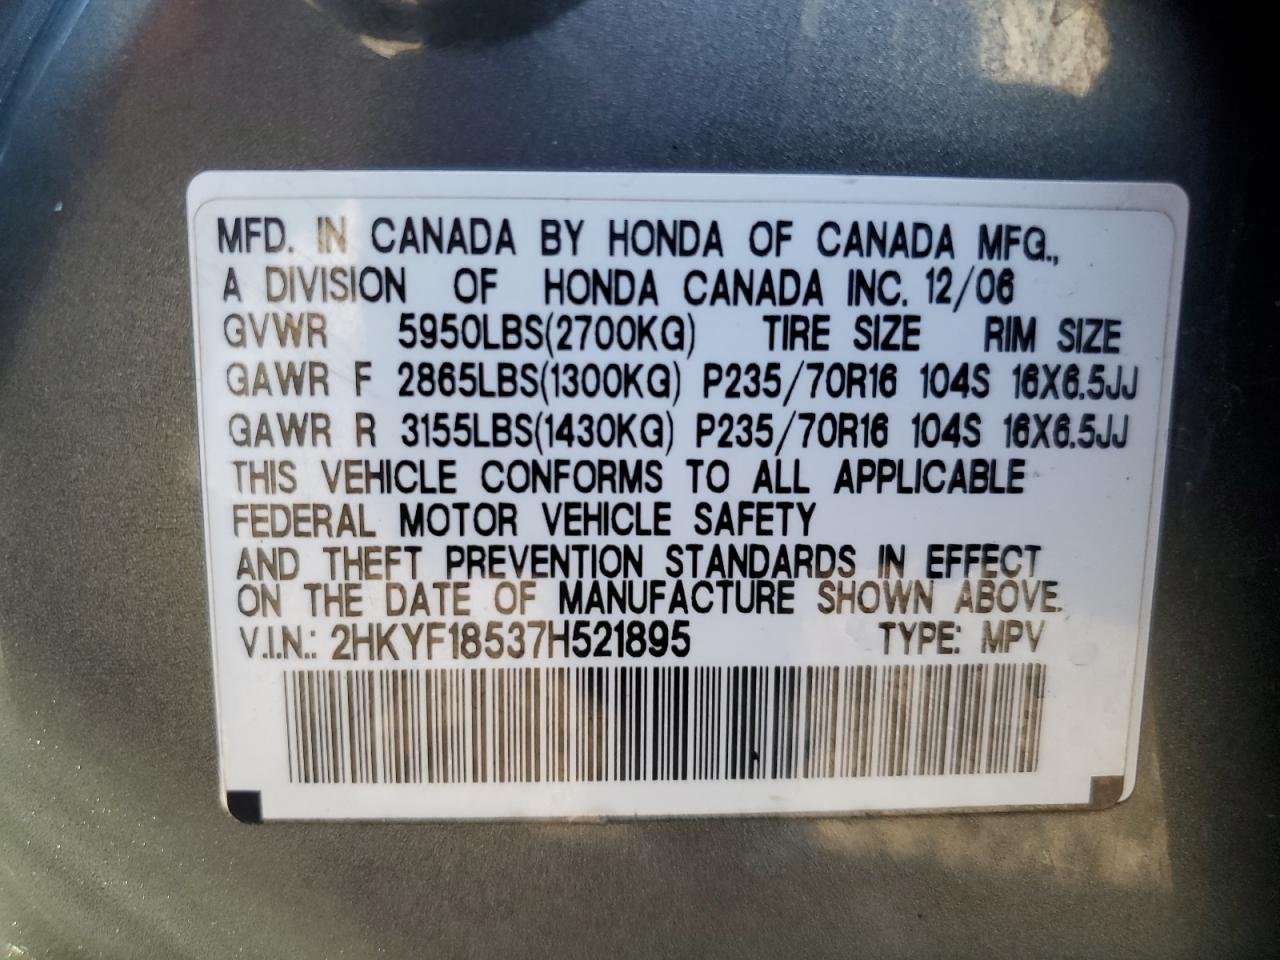 MFD. IN CANADA BY HONDA OF CANADA MFG.,
A DIVISION OF HONDA CANADA INC. 12/06
GVWR 5950LBS(2700KG) TIRE SIZE RIM SIZE
GAWR F 2865LBS(1300KG) P235/70R16 104S 16X6.5JJ
GAWR R 3155LBS(1430KG) P235/70R16 104S 16X6.5JJ
THIS VEHICLE CONFORMS TO ALL APPLICABLE
FEDERAL MOTOR VEHICLE SAFETY
AND THEFT PREVENTION STANDARDS IN EFFECT
ON THE DATE OF MANUFACTURE SHOWN ABOVE.
V.I.N.: 2HKYF18537H521895 TYPE: MPV